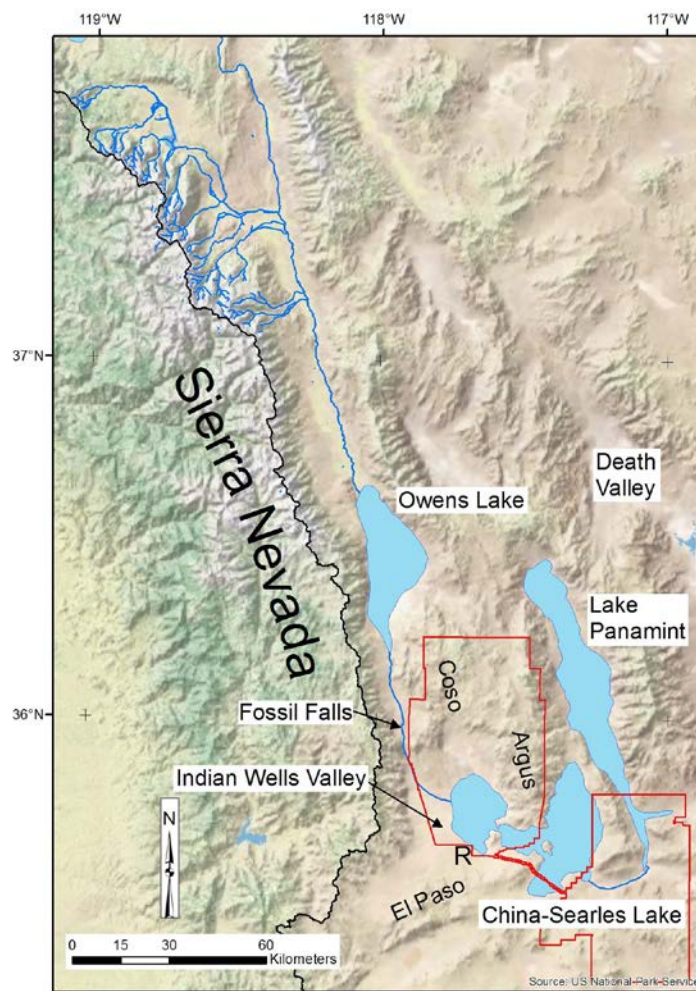 119°W
118°W
117°W
37°N
36°N
Sierra Nevada
Owens Lake
Death
Valley
Lake
Panamint
Coso
Argus
Fossil Falls
Indian Wells Valley
R
El Paso
China-Searles Lake
N
0 15 30 60
Kilometers
Source: US National Park Service